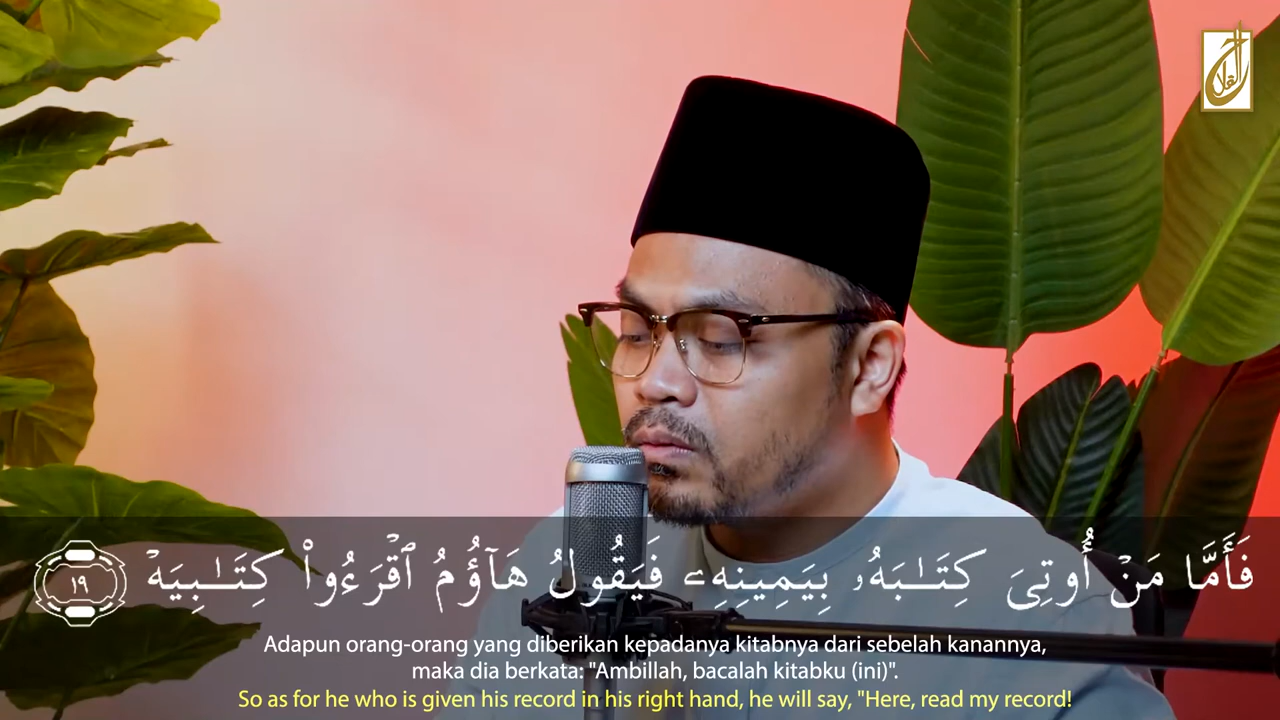 فَأَمَّا مَنْ أُوتِىَ كِتَـٰبَهُۥ بِيَمِينِهِۦ فَيَقُولُ هَآؤُمُ ٱقْرَءُوا۟ كِتَـٰبِيَهْ ١٩
Adapun orang-orang yang diberikan kepadanya kitabnya dari sebelah kanannya,
maka dia berkata: "Ambillah, bacalah kitabku (ini)".
So as for he who is given his record in his right hand, he will say, "Here, read my record!